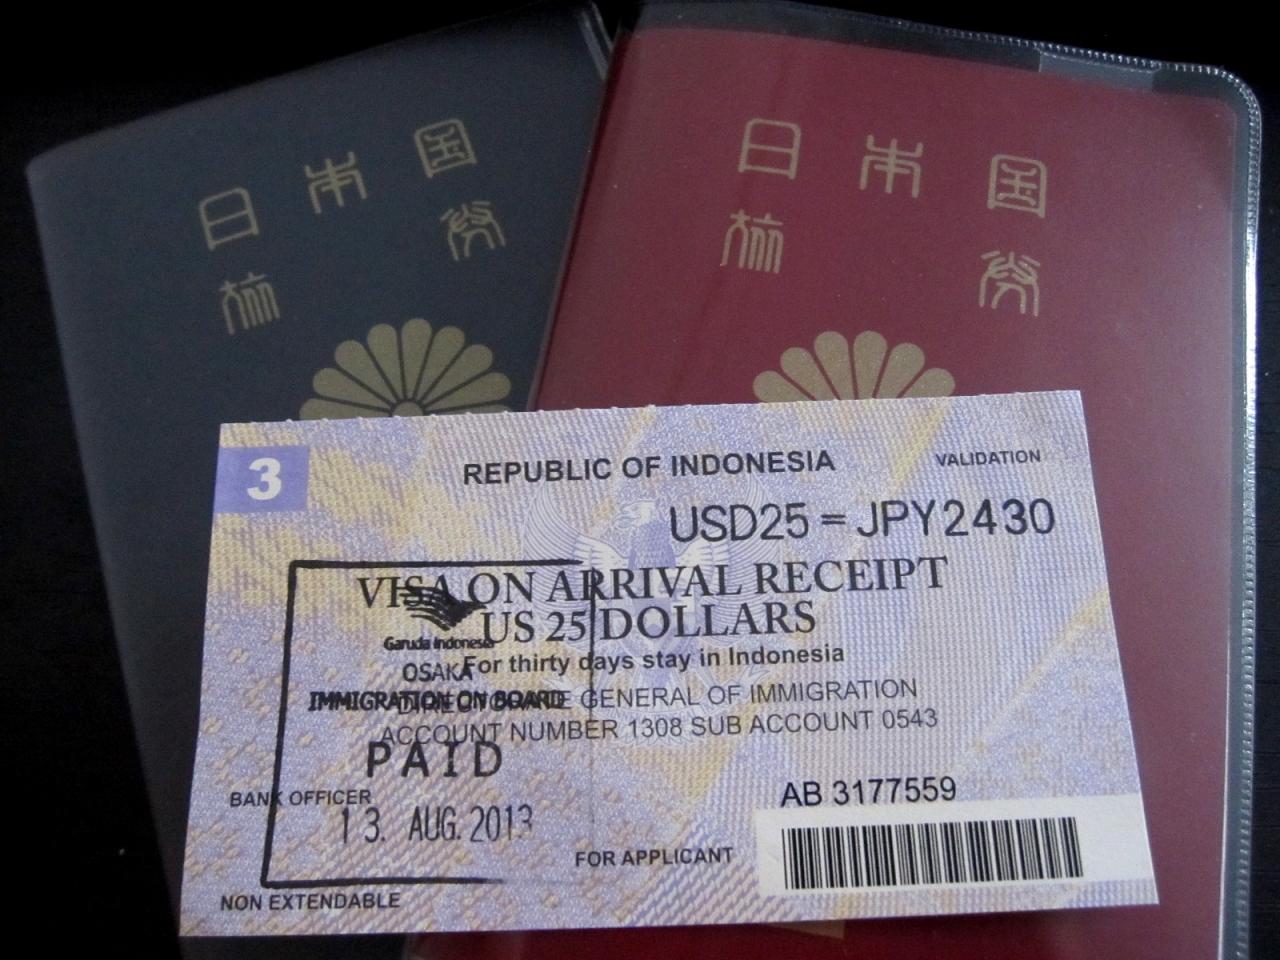 日本国
旅券
日本国
旅券
3
REPUBLIC OF INDONESIA
VALIDATION
USD25 = JPY2430
VISA ON ARRIVAL RECEIPT
US 25 DOLLARS
Garuda Indonesia
For thirty days stay in Indonesia
OSAKA
IMMIGRATION ON BOARD
GENERAL OF IMMIGRATION
ACCOUNT NUMBER 1308 SUB ACCOUNT 0543
PAID
AB 3177559
BANK OFFICER
13. AUG. 2013
FOR APPLICANT
NON EXTENDABLE